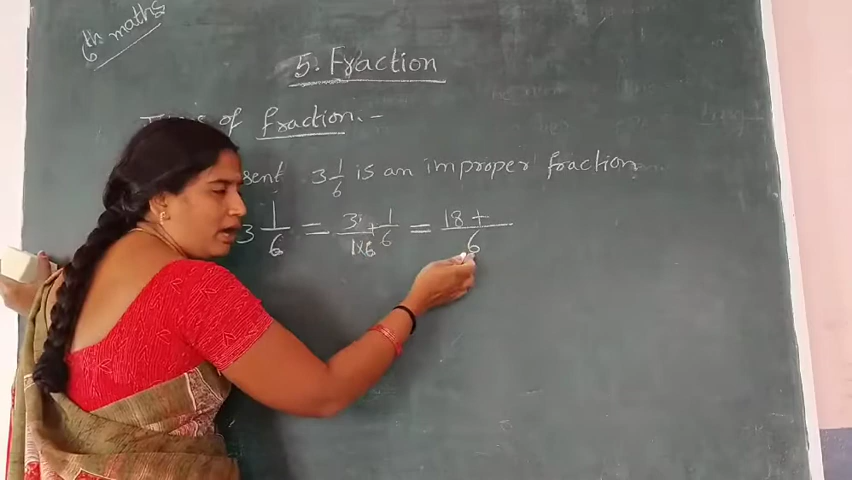 6th maths
5. Fraction
of fraction.-
3 1/6 is an improper fraction
3 1/6 = 3/1×6 + 1/6 = 18 +/6